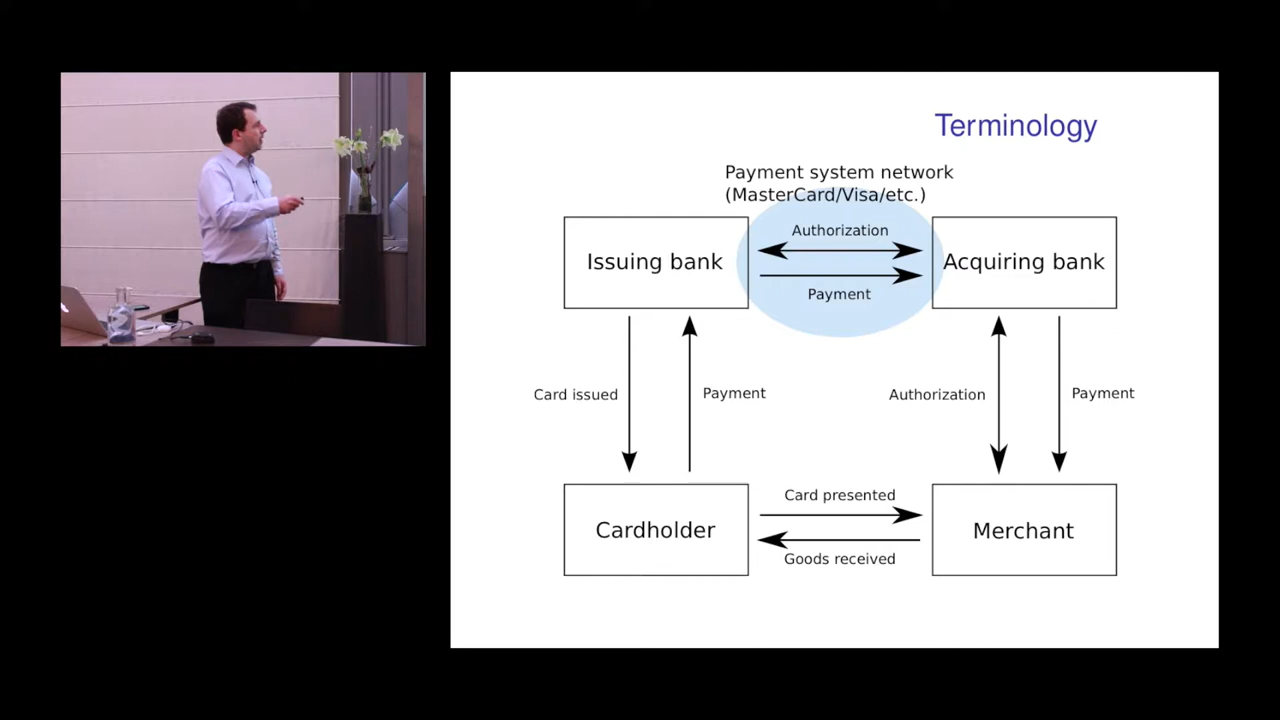 Terminology
Payment system network
(MasterCard/Visa/etc.)
Issuing bank
Authorization
Payment
Acquiring bank
Card issued
Payment
Authorization
Payment
Cardholder
Card presented
Goods received
Merchant